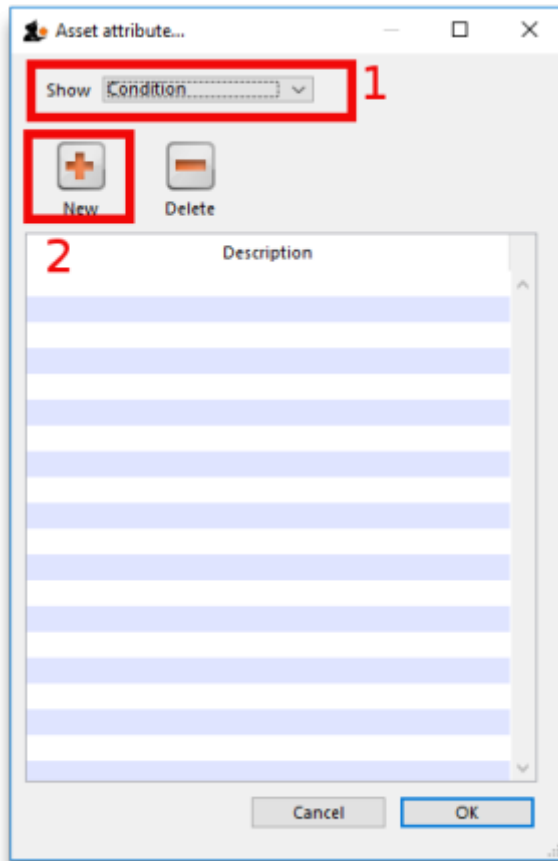 Asset attribute...
Show Condition 1
New Delete
2 Description
Cancel OK